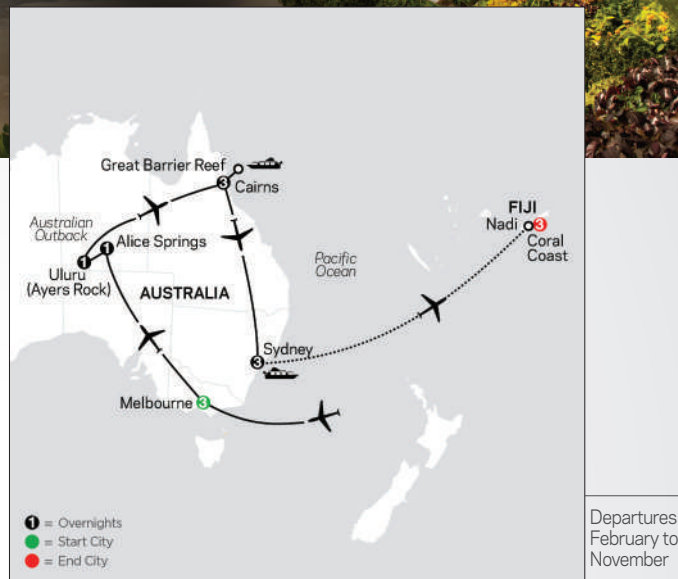 Great Barrier Reef
3
Cairns
Australian
Outback
1
Alice Springs
1
Uluru
(Ayers Rock)
AUSTRALIA
Pacific
Ocean
FIJI
Nadi
3
Coral
Coast
Sydney
3
Melbourne
3
1 = Overnights
= Start City
= End City
Departures
February to
November